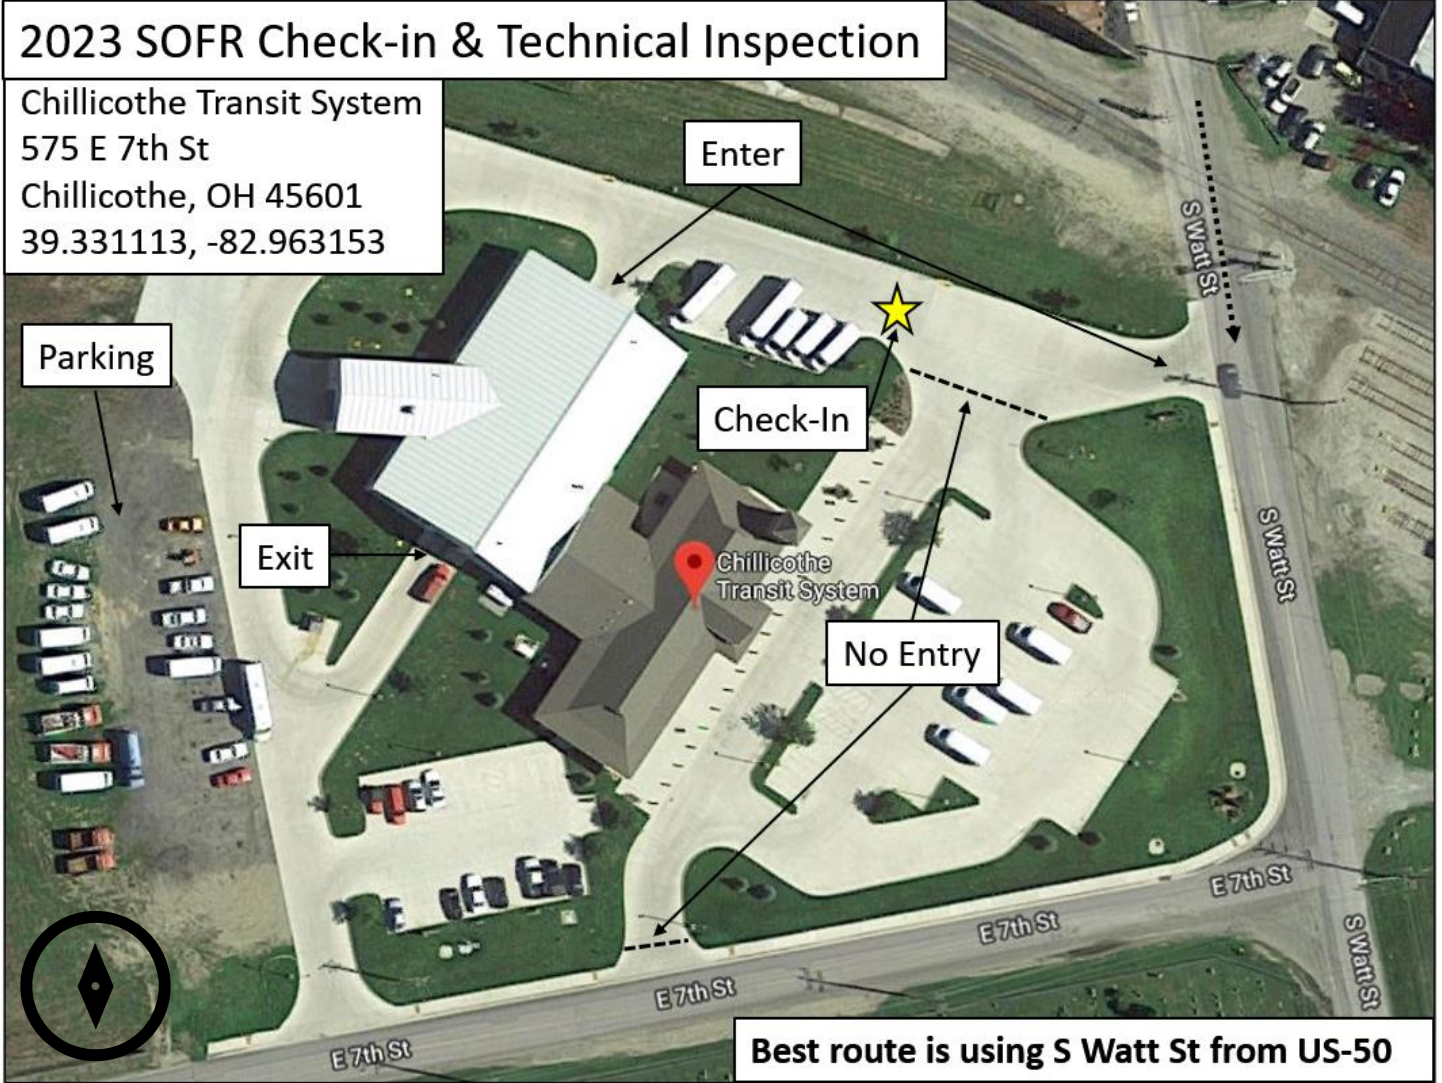 2023 SOFR Check-in & Technical Inspection
Chillicothe Transit System
575 E 7th St
Chillicothe, OH 45601
39.331113, -82.963153
Enter
S Watt St
Parking
Check-In
Exit
S Watt St
Chillicothe
Transit System
No Entry
E 7th St
E 7th St
E 7th St
E 7th St
S Watt St
Best route is using S Watt St from US-50